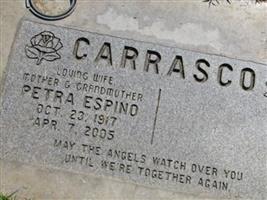 CARRASCO
LOVING WIFE
MOTHER & GRANDMOTHER
PETRA ESPINO
OCT. 23, 1917
APR. 7, 2005
MAY THE ANGELS WATCH OVER YOU
UNTIL WE'RE TOGETHER AGAIN.